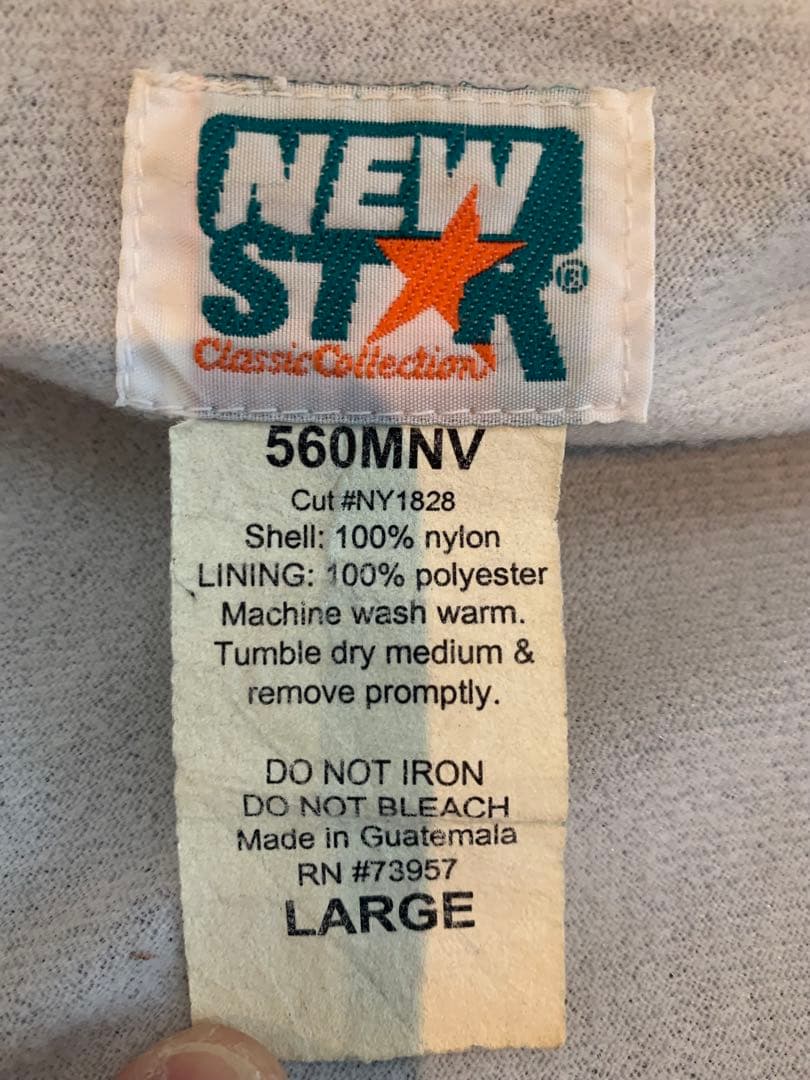 NEW
STAR®
Classic Collection
560MNV
Cut #NY1828
Shell: 100% nylon
LINING: 100% polyester
Machine wash warm.
Tumble dry medium &
remove promptly.
DO NOT IRON
DO NOT BLEACH
Made in Guatemala
RN #73957
LARGE